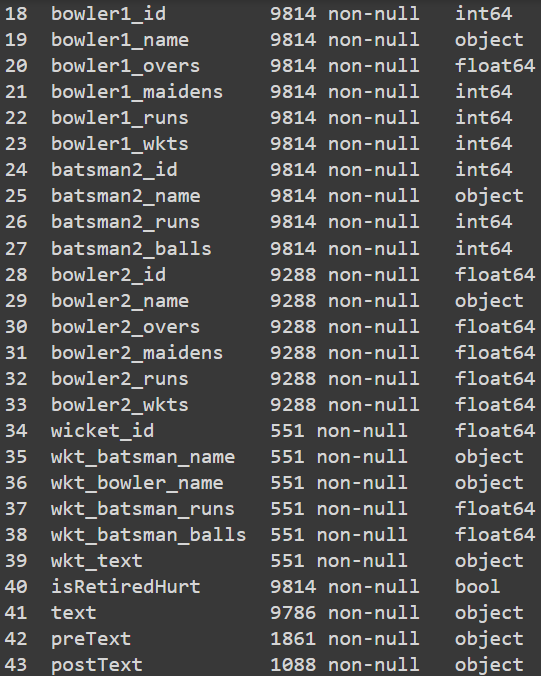 18 bowler1_id 9814 non-null int64
19 bowler1_name 9814 non-null object
20 bowler1_overs 9814 non-null float64
21 bowler1_maidens 9814 non-null int64
22 bowler1_runs 9814 non-null int64
23 bowler1_wkts 9814 non-null int64
24 batsman2_id 9814 non-null int64
25 batsman2_name 9814 non-null object
26 batsman2_runs 9814 non-null int64
27 batsman2_balls 9814 non-null int64
28 bowler2_id 9288 non-null float64
29 bowler2_name 9288 non-null object
30 bowler2_overs 9288 non-null float64
31 bowler2_maidens 9288 non-null float64
32 bowler2_runs 9288 non-null float64
33 bowler2_wkts 9288 non-null float64
34 wicket_id 551 non-null float64
35 wkt_batsman_name 551 non-null object
36 wkt_bowler_name 551 non-null object
37 wkt_batsman_runs 551 non-null float64
38 wkt_batsman_balls 551 non-null float64
39 wkt_text 551 non-null object
40 isRetiredHurt 9814 non-null bool
41 text 9786 non-null object
42 preText 1861 non-null object
43 postText 1088 non-null object